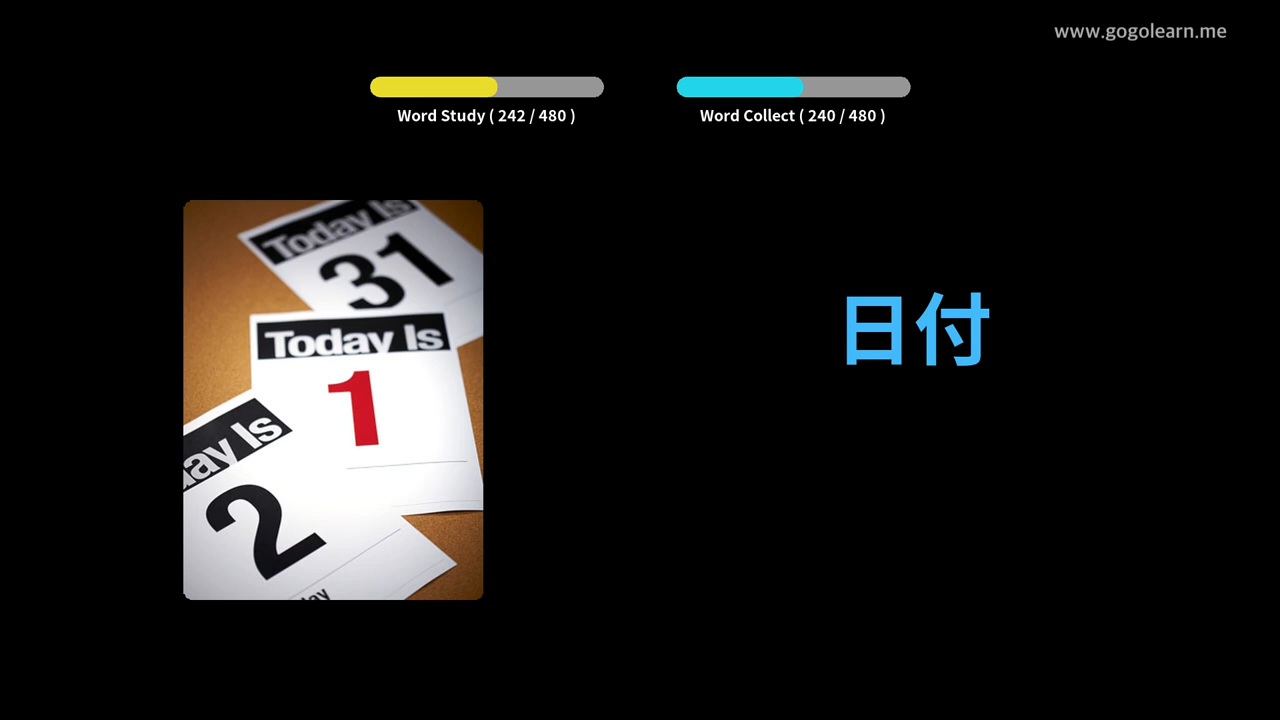 www.gogolearn.me
Word Study ( 242 / 480 )
Word Collect ( 240 / 480 )
Today Is
31
Today Is
1
ay Is
2
ay
日付